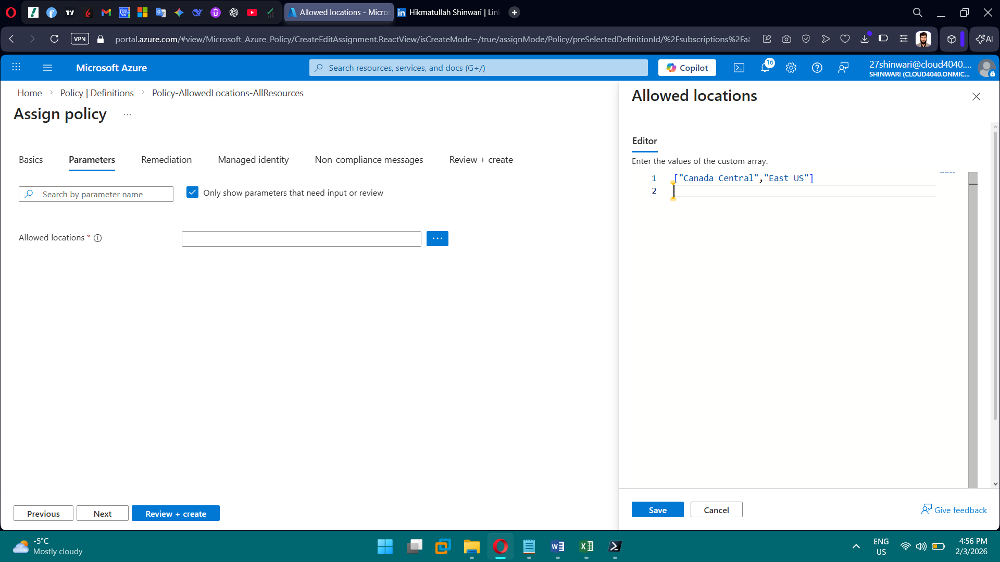 Allowed locations - Micros
Hikmatullah Shinwari | Lin
VPN
portal.azure.com/#view/Microsoft_Azure_Policy/CreateEditAssignment.ReactView/isCreateMode~/true/assignMode/Policy/preSelectedDefinitionId/%2Fsubscriptions%2Fa
AI
Microsoft Azure
Search resources, services, and docs (G+/)
Copilot
16
27shinwari@cloud4040....
SHINWARI (CLOUD4040.ONMIC...
Home > Policy | Definitions > Policy-AllowedLocations-AllResources
Assign policy ...
Basics
Parameters
Remediation
Managed identity
Non-compliance messages
Review + create
Search by parameter name
Only show parameters that need input or review
Allowed locations *
...
Previous
Next
Review + create
Allowed locations
Editor
Enter the values of the custom array.
1 ["Canada Central","East US"]
2
Save
Cancel
Give feedback
-5°C
Mostly cloudy
ENG
US
4:56 PM
2/3/2026